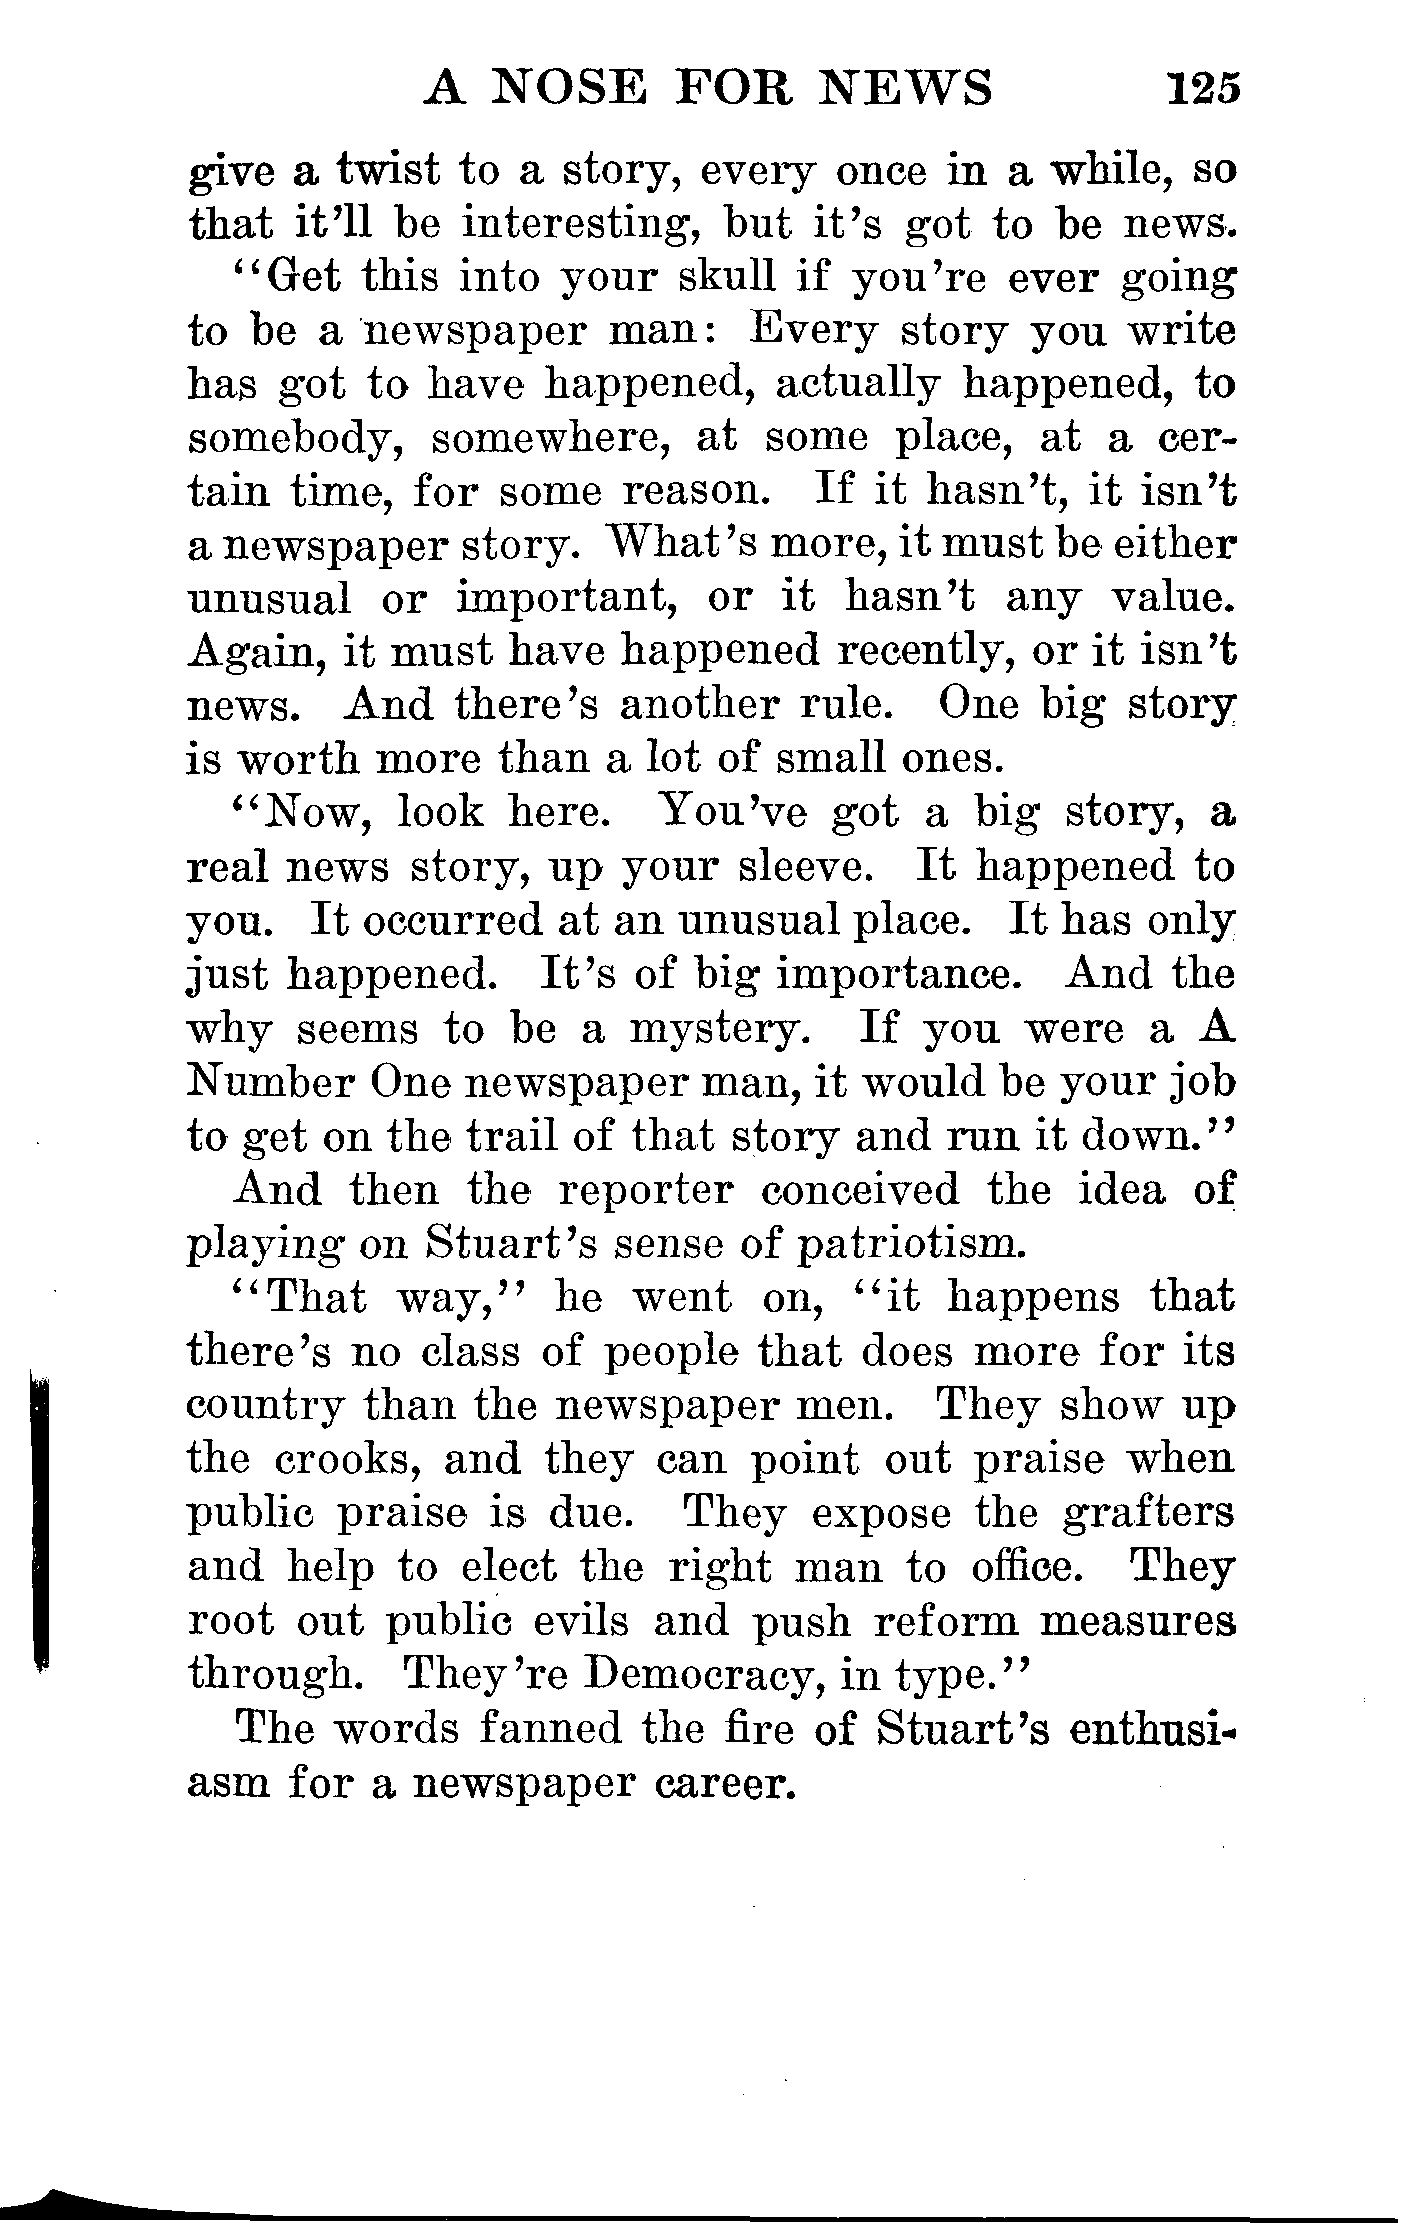 A NOSE FOR NEWS 125
give a twist to a story, every once in a while, so
that it'll be interesting, but it's got to be news.
"Get this into your skull if you're ever going
to be a newspaper man: Every story you write
has got to have happened, actually happened, to
somebody, somewhere, at some place, at a cer-
tain time, for some reason. If it hasn't, it isn't
a newspaper story. What's more, it must be either
unusual or important, or it hasn't any value.
Again, it must have happened recently, or it isn't
news. And there's another rule. One big story
is worth more than a lot of small ones.
"Now, look here. You've got a big story, a
real news story, up your sleeve. It happened to
you. It occurred at an unusual place. It has only
just happened. It's of big importance. And the
why seems to be a mystery. If you were a A
Number One newspaper man, it would be your job
to get on the trail of that story and run it down."
And then the reporter conceived the idea of
playing on Stuart's sense of patriotism.
"That way," he went on, "it happens that
there's no class of people that does more for its
country than the newspaper men. They show up
the crooks, and they can point out praise when
public praise is due. They expose the grafters
and help to elect the right man to office. They
root out public evils and push reform measures
through. They're Democracy, in type."
The words fanned the fire of Stuart's enthusi-
asm for a newspaper career.